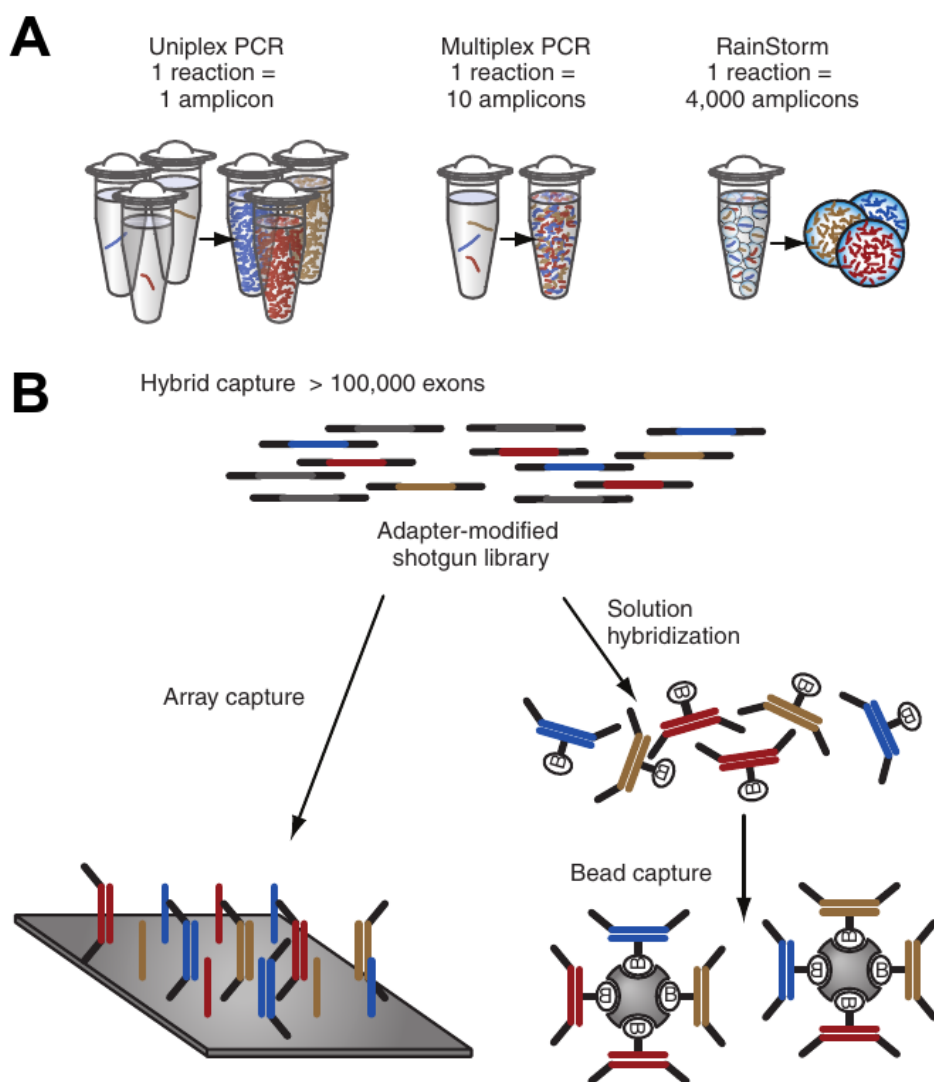 A
Uniplex PCR
1 reaction =
1 amplicon
Multiplex PCR
1 reaction =
10 amplicons
RainStorm
1 reaction =
4,000 amplicons
B
Hybrid capture > 100,000 exons
Adapter-modified
shotgun library
Solution
hybridization
Array capture
B
B
B
B
B
B
Bead capture
B
B
B
B
B
B
B
B